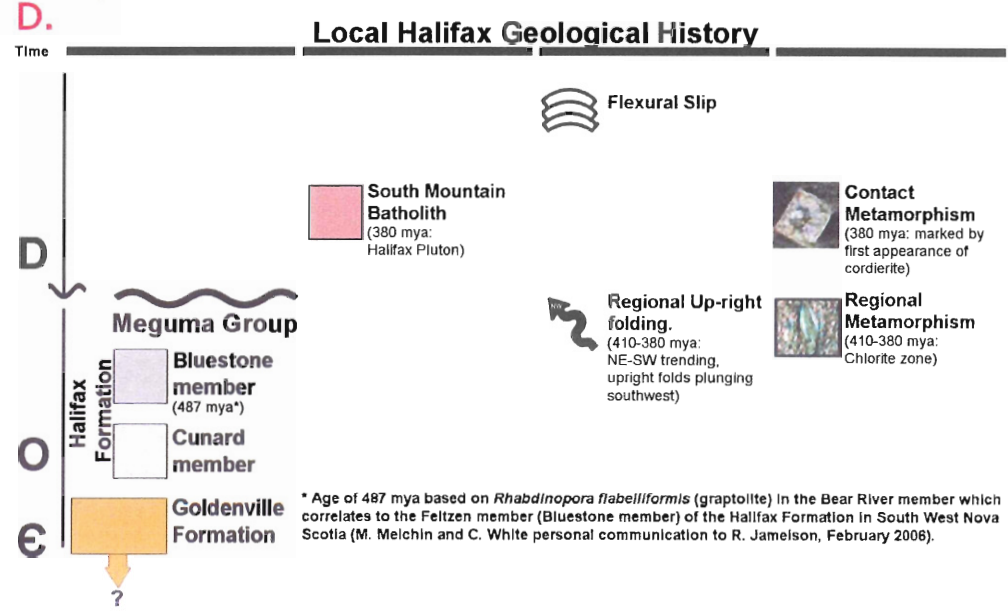 D.
Local Halifax Geological History
Time
Flexural Slip
South Mountain
Batholith
(380 mya:
Halifax Pluton)
Contact
Metamorphism
(380 mya: marked by
first appearance of
cordierite)
D
Regional Up-right
folding.
(410-380 mya:
NE-SW trending,
upright folds plunging
southwest)
Regional
Metamorphism
(410-380 mya:
Chlorite zone)
Meguma Group
Halifax
Formation
Bluestone
member
(487 mya*)
Cunard
member
O
Goldenville
Formation
Є
?
* Age of 487 mya based on Rhabdinopora flabelliformis (graptolite) in the Bear River member which
correlates to the Feltzen member (Bluestone member) of the Halifax Formation in South West Nova
Scotia (M. Melchin and C. White personal communication to R. Jameison, February 2006).